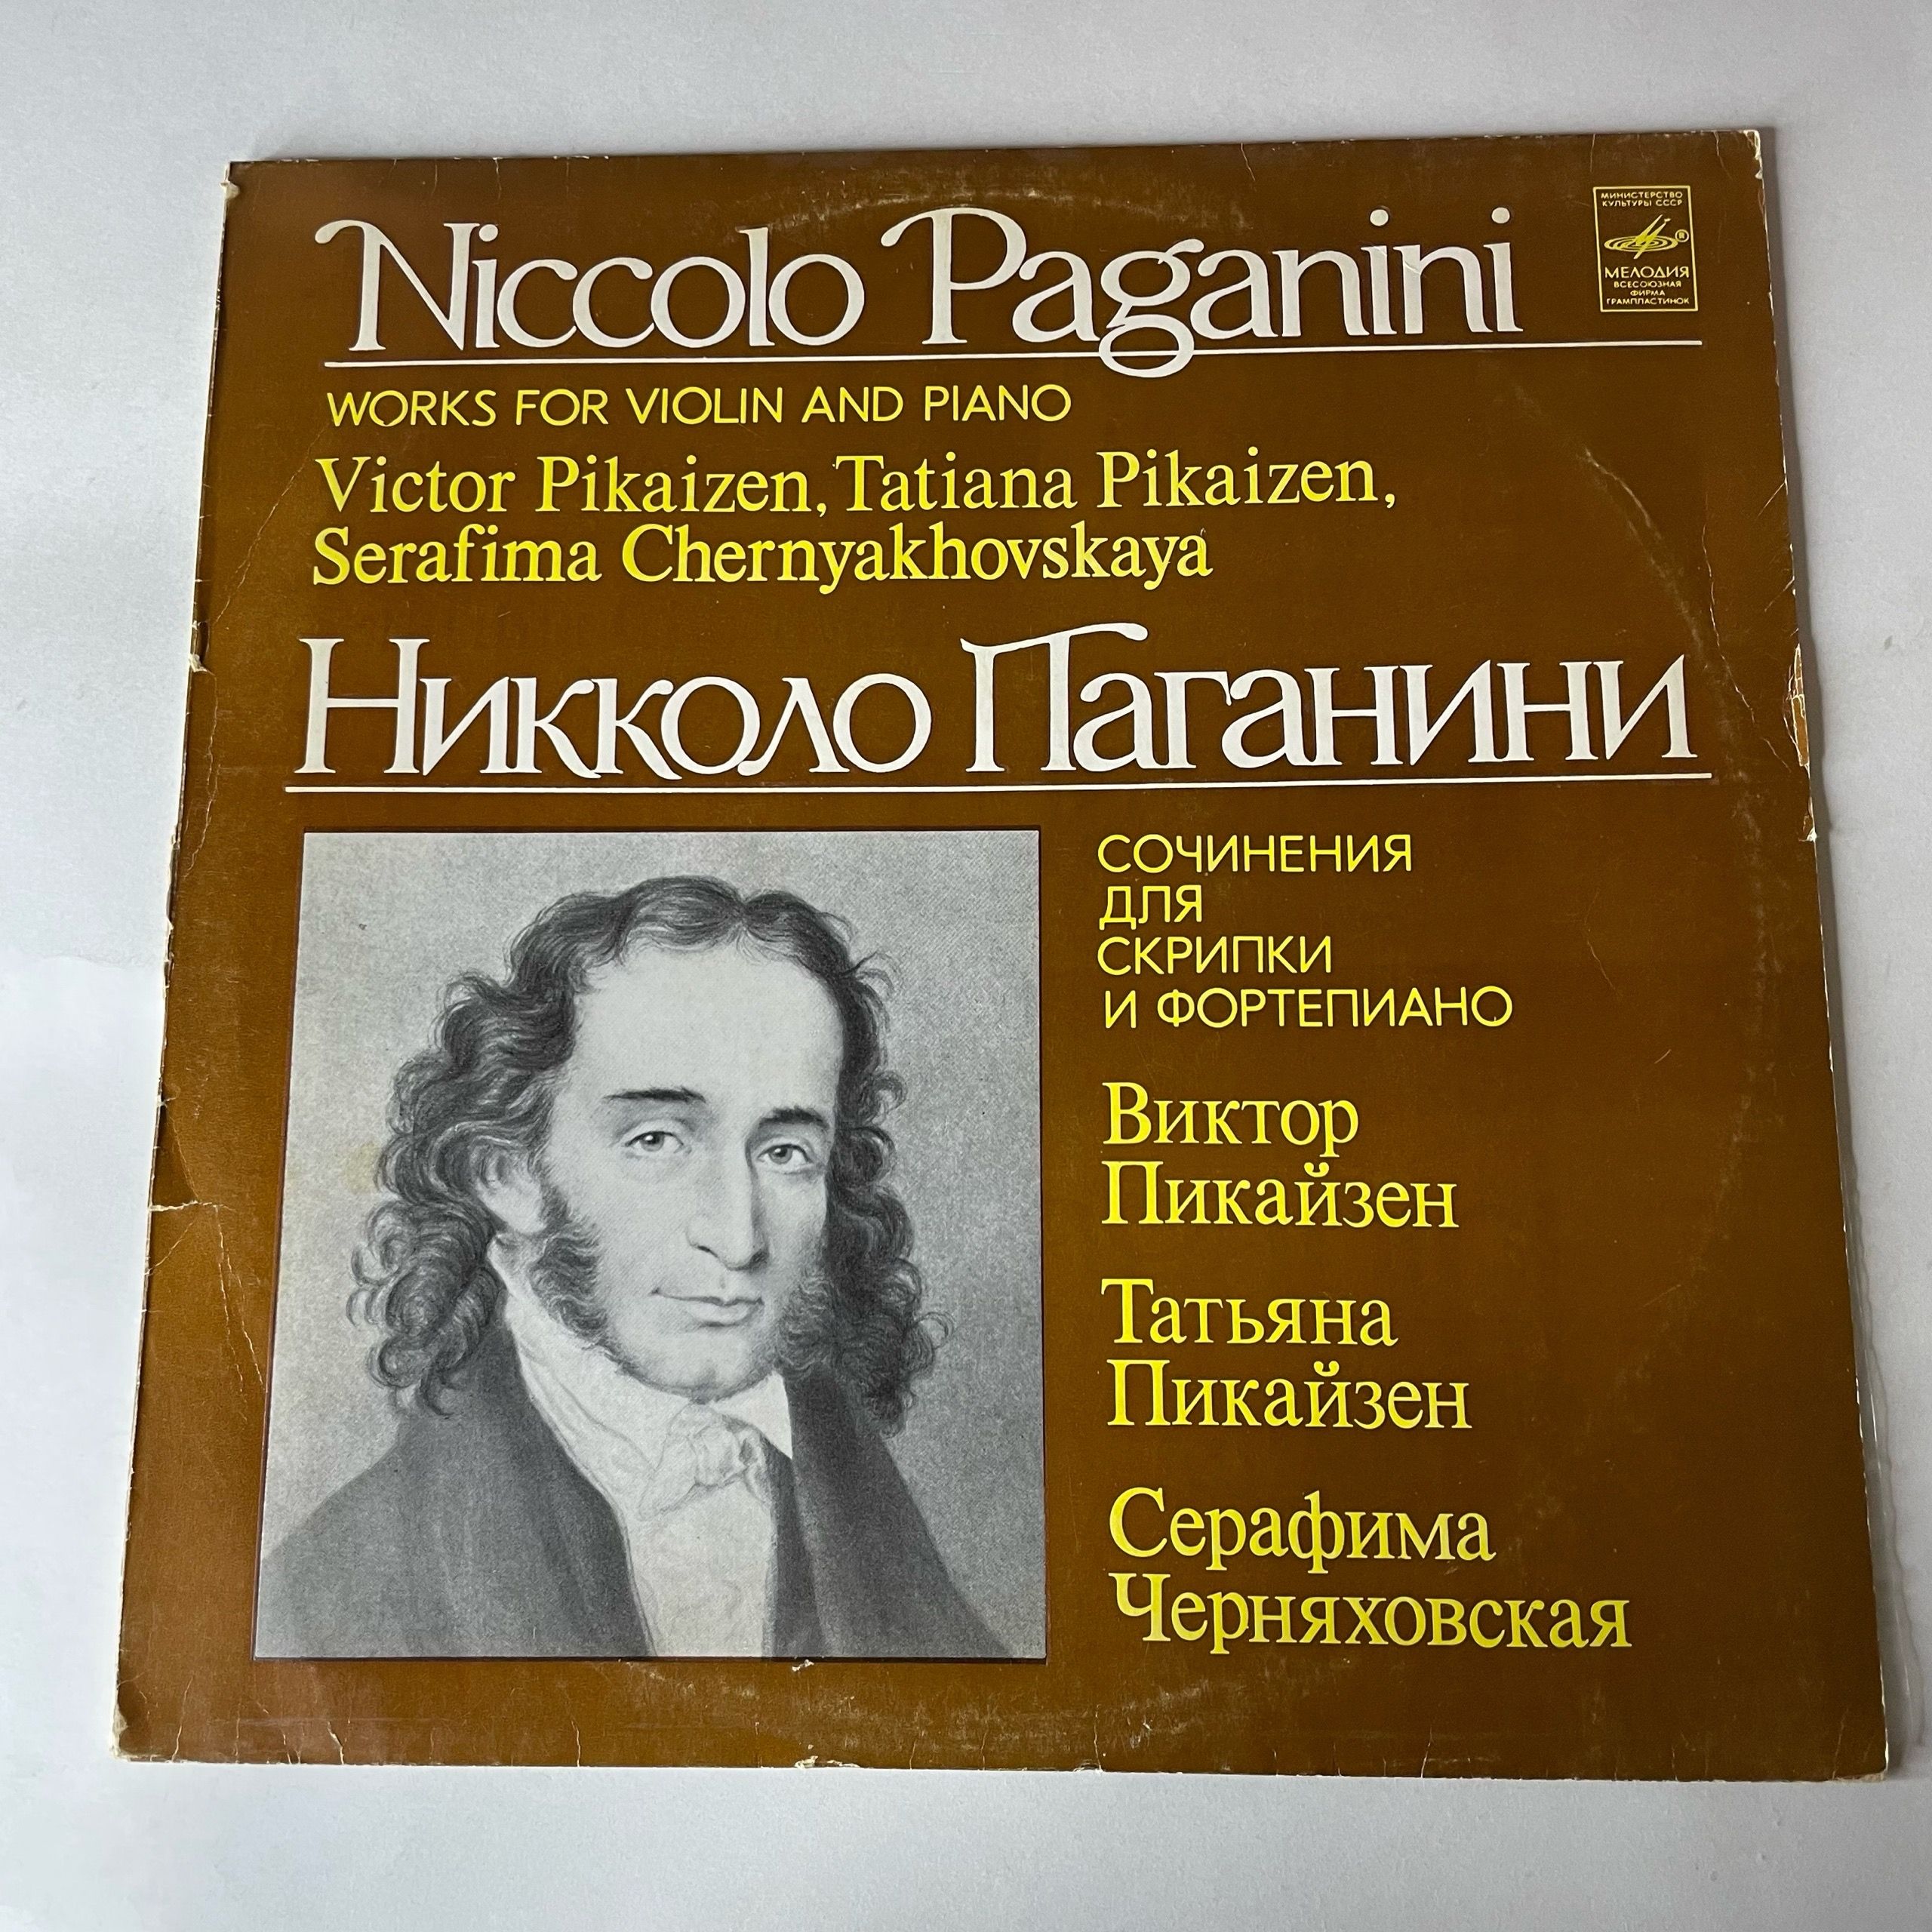 Niccolo Paganini
МИНИСТЕРСТВО
КУЛЬТУРЫ СССР
®
МЕЛОДИЯ
ВСЕСОЮЗНАЯ
ФИРМА
ГРАМПЛАСТИНОК
WORKS FOR VIOLIN AND PIANO
Victor Pikaizen, Tatiana Pikaizen,
Serafima Chernyakhovskaya
Никколо Паганини
СОЧИНЕНИЯ
ДЛЯ
СКРИПКИ
И ФОРТЕПИАНО
Виктор
Пикайзен
Татьяна
Пикайзен
Серафима
Черняховская